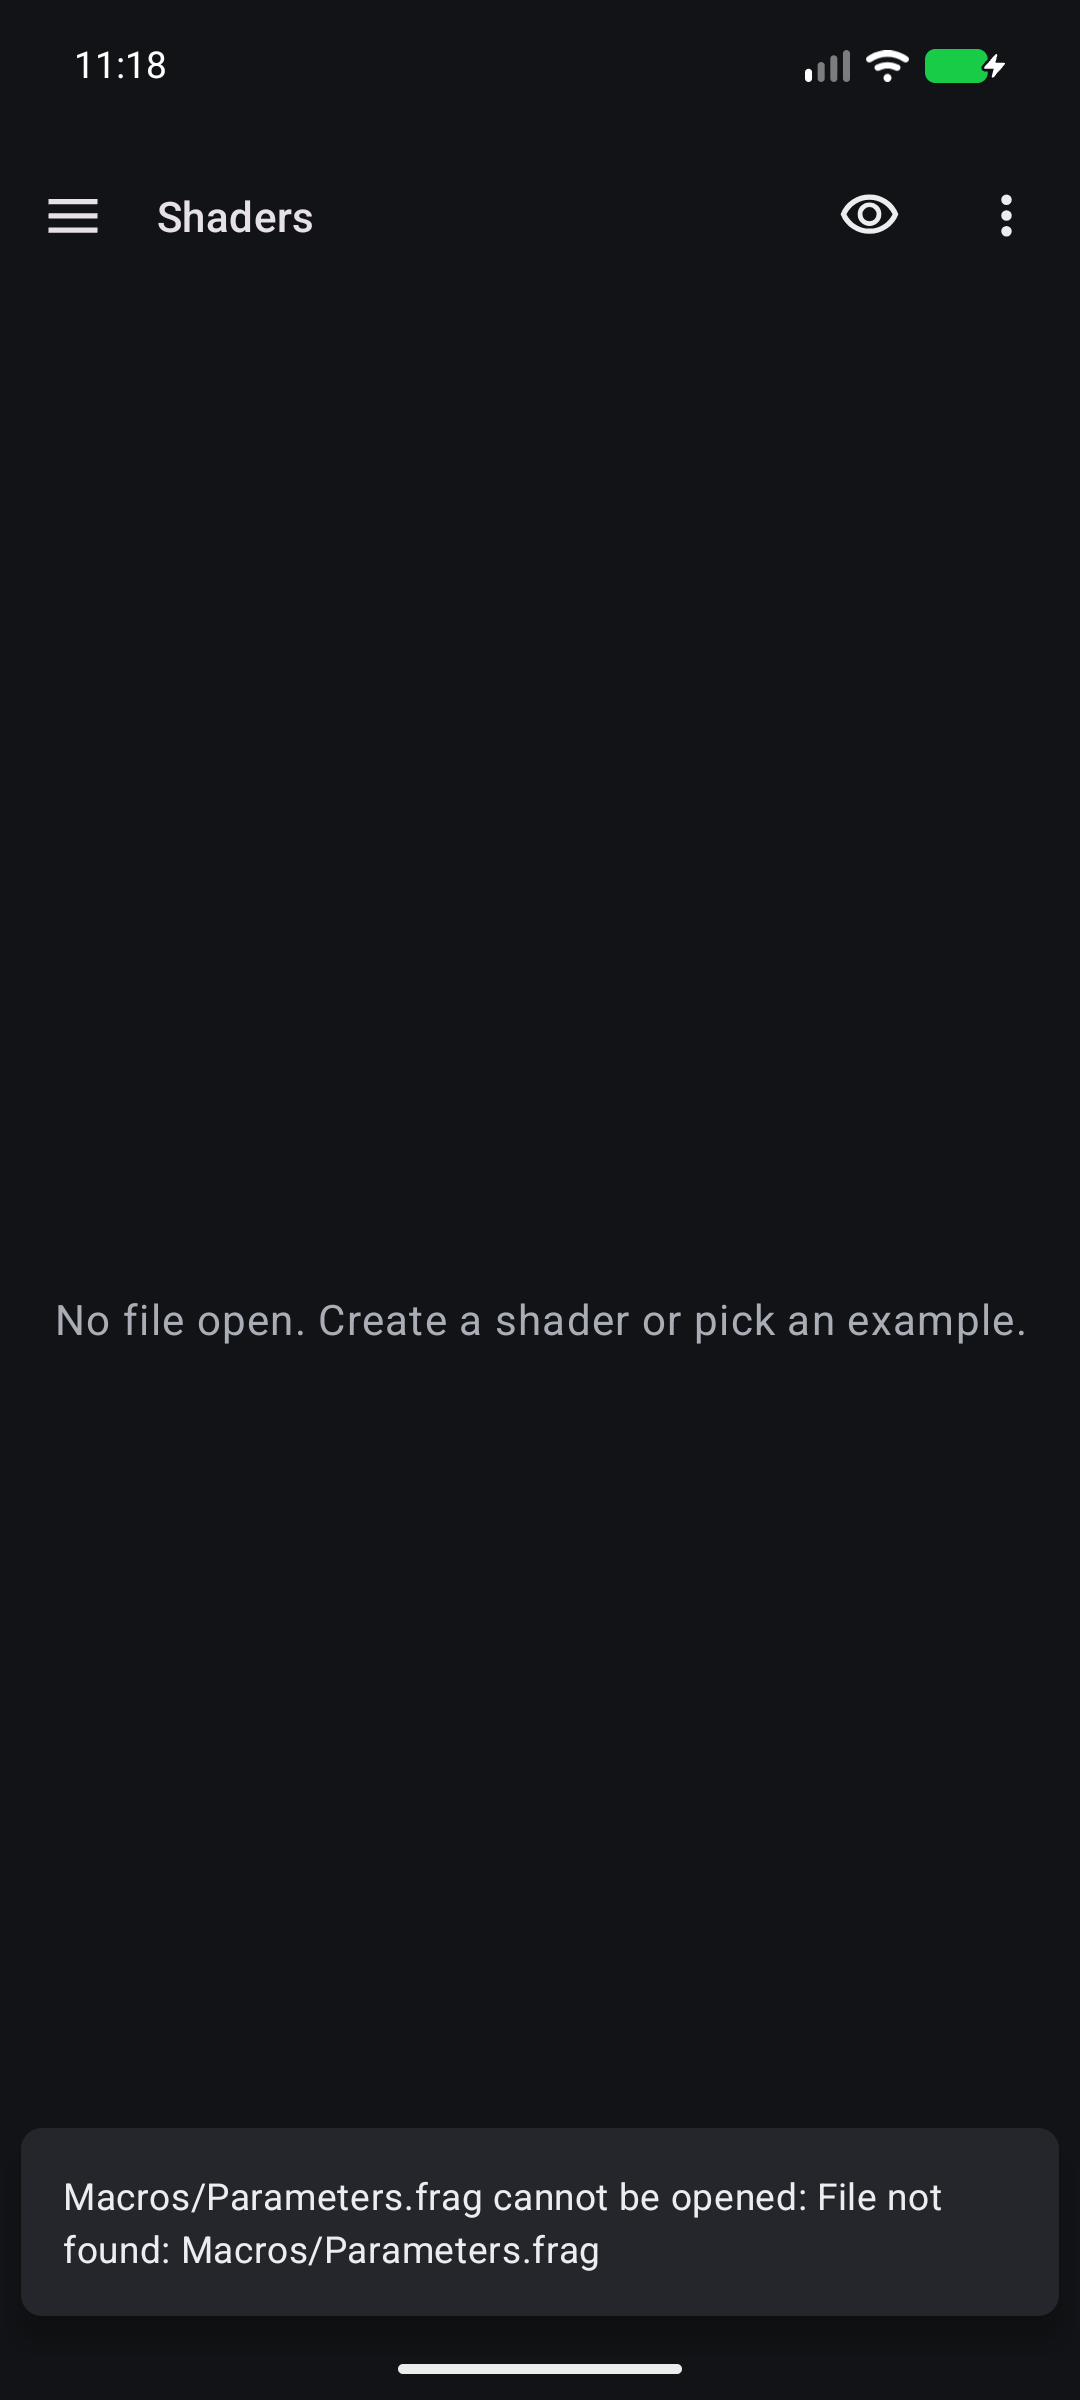 11:18
Shaders
No file open. Create a shader or pick an example.
Macros/Parameters.frag cannot be opened: File not
found: Macros/Parameters.frag